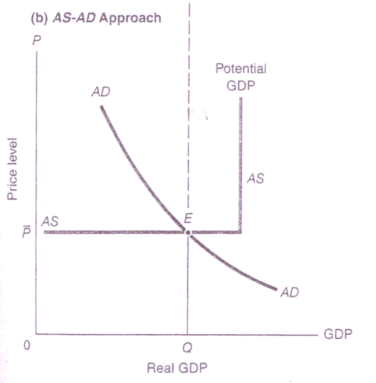 (b) AS-AD Approach
P
Potential
GDP
AD
AS
Price level
AS
E
P̅
AD
GDP
0
Q
Real GDP